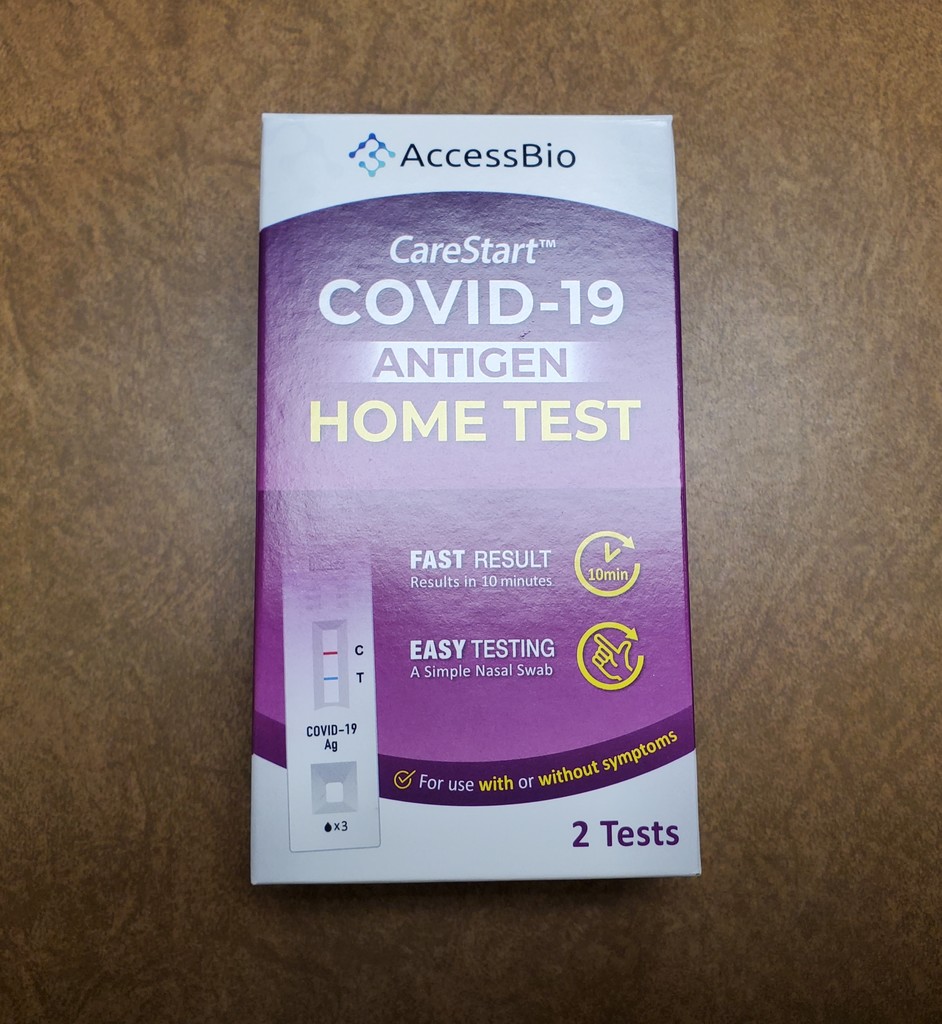 AccessBio
CareStart™
COVID-19
ANTIGEN
HOME TEST
FAST RESULT
Results in 10 minutes
10min
EASY TESTING
A Simple Nasal Swab
C
T
COVID-19
Ag
x3
For use with or without symptoms
2 Tests